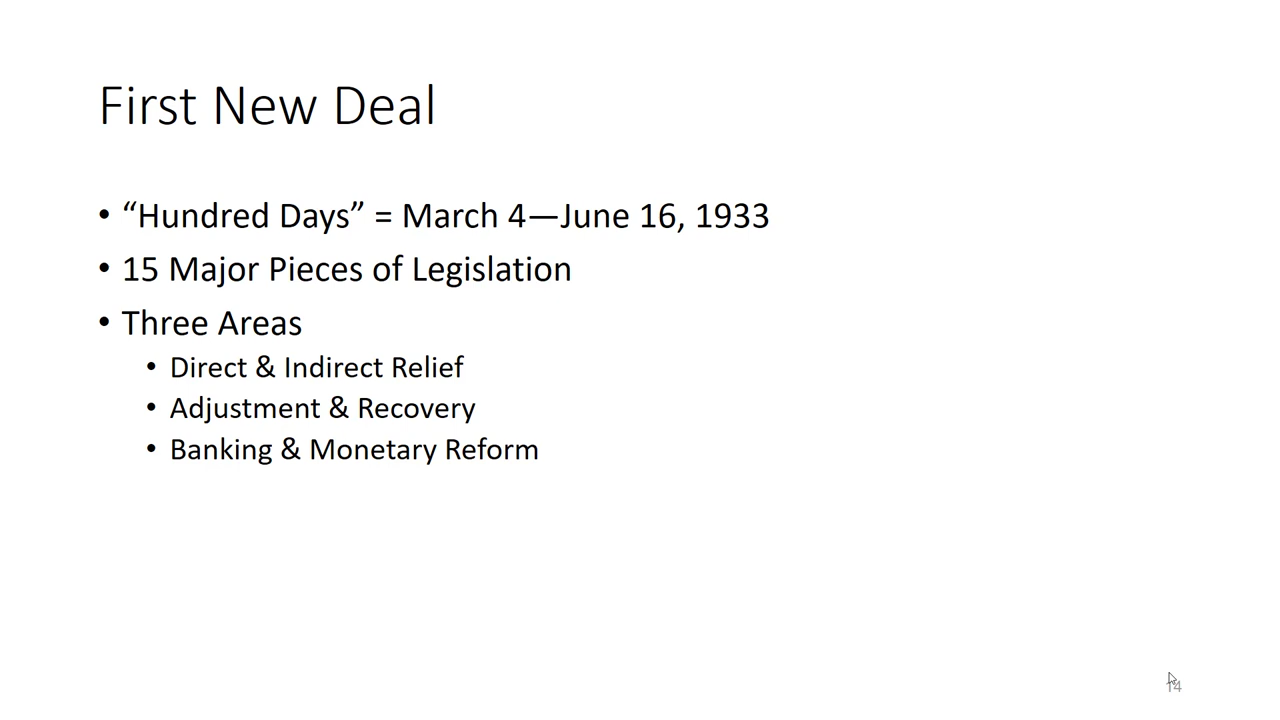 First New Deal
• “Hundred Days” = March 4—June 16, 1933
• 15 Major Pieces of Legislation
• Three Areas
• Direct & Indirect Relief
• Adjustment & Recovery
• Banking & Monetary Reform
14